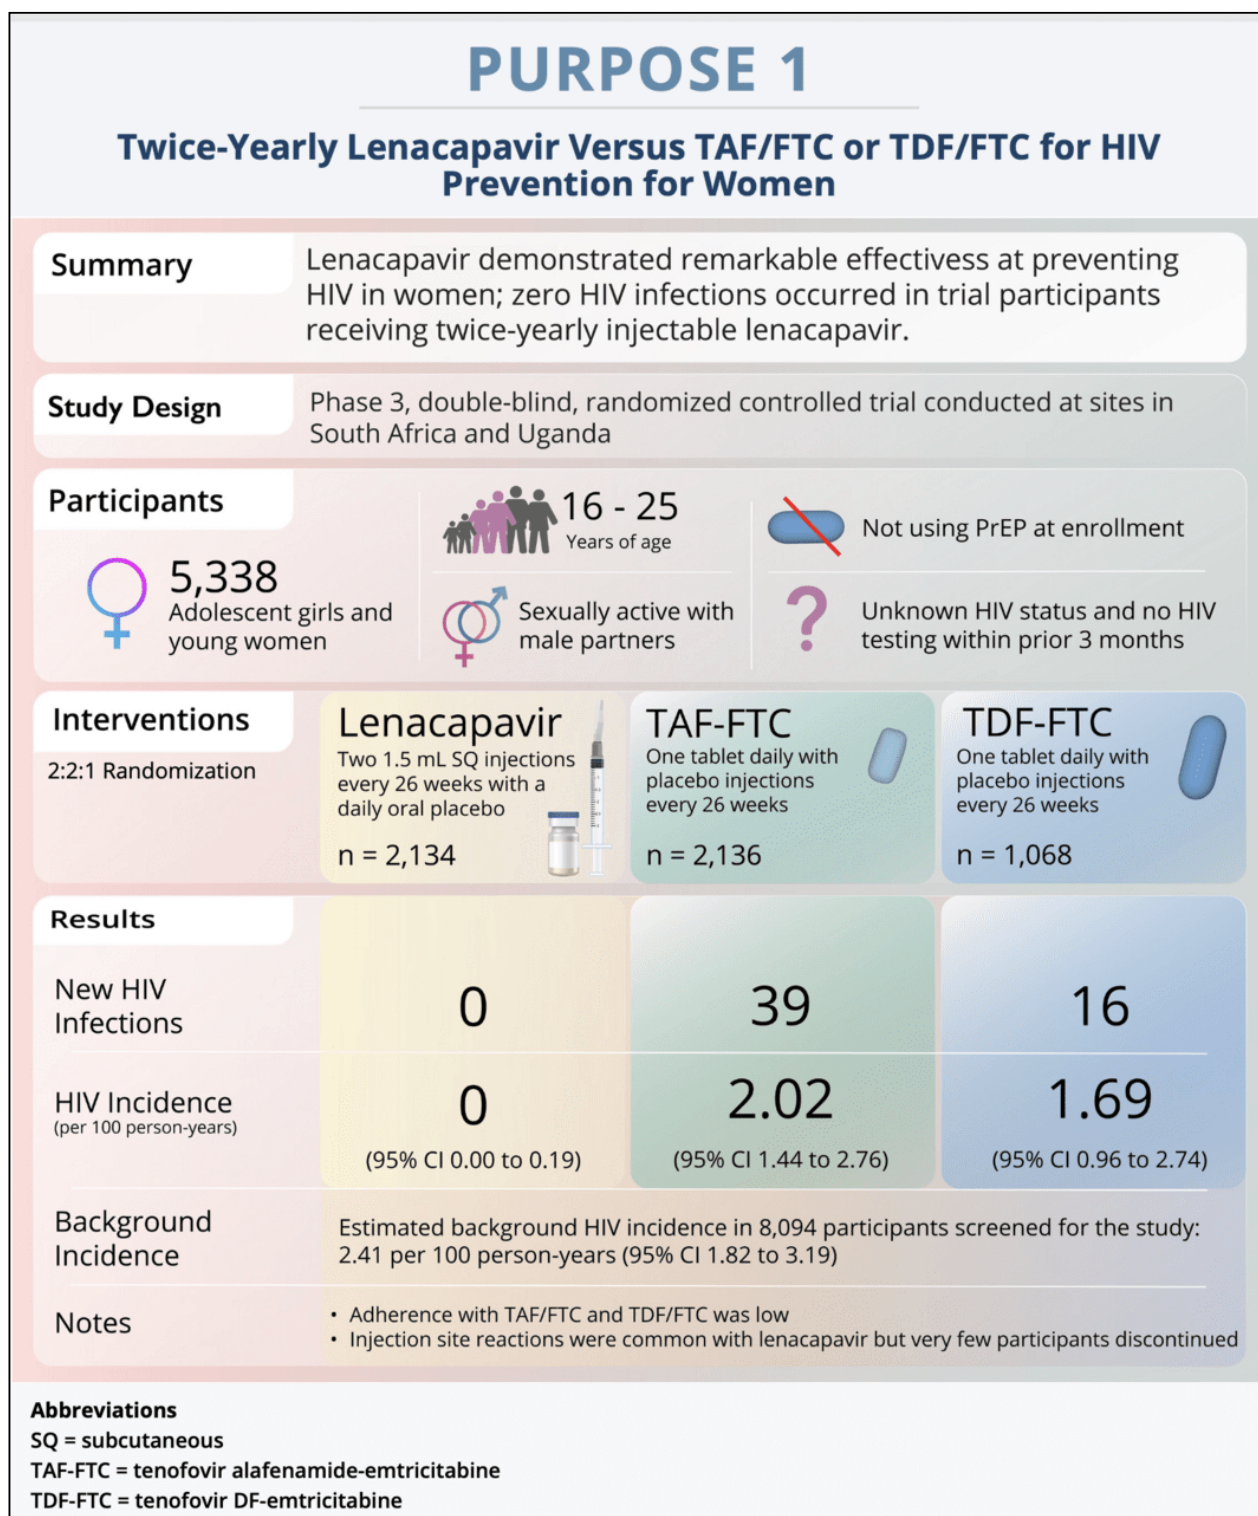 PURPOSE 1
Twice-Yearly Lenacapavir Versus TAF/FTC or TDF/FTC for HIV
Prevention for Women
Summary
Lenacapavir demonstrated remarkable effectivess at preventing
HIV in women; zero HIV infections occurred in trial participants
receiving twice-yearly injectable lenacapavir.
Study Design
Phase 3, double-blind, randomized controlled trial conducted at sites in
South Africa and Uganda
Participants
5,338
Adolescent girls and
young women
16 - 25
Years of age
Sexually active with
male partners
Not using PrEP at enrollment
Unknown HIV status and no HIV
testing within prior 3 months
Interventions
2:2:1 Randomization
Lenacapavir
Two 1.5 mL SQ injections
every 26 weeks with a
daily oral placebo
n = 2,134
TAF-FTC
One tablet daily with
placebo injections
every 26 weeks
n = 2,136
TDF-FTC
One tablet daily with
placebo injections
every 26 weeks
n = 1,068
Results
New HIV
Infections
0
39
16
HIV Incidence
(per 100 person-years)
0
(95% CI 0.00 to 0.19)
2.02
(95% CI 1.44 to 2.76)
1.69
(95% CI 0.96 to 2.74)
Background
Incidence
Estimated background HIV incidence in 8,094 participants screened for the study:
2.41 per 100 person-years (95% CI 1.82 to 3.19)
Notes
• Adherence with TAF/FTC and TDF/FTC was low
• Injection site reactions were common with lenacapavir but very few participants discontinued
Abbreviations
SQ = subcutaneous
TAF-FTC = tenofovir alafenamide-emtricitabine
TDF-FTC = tenofovir DF-emtricitabine